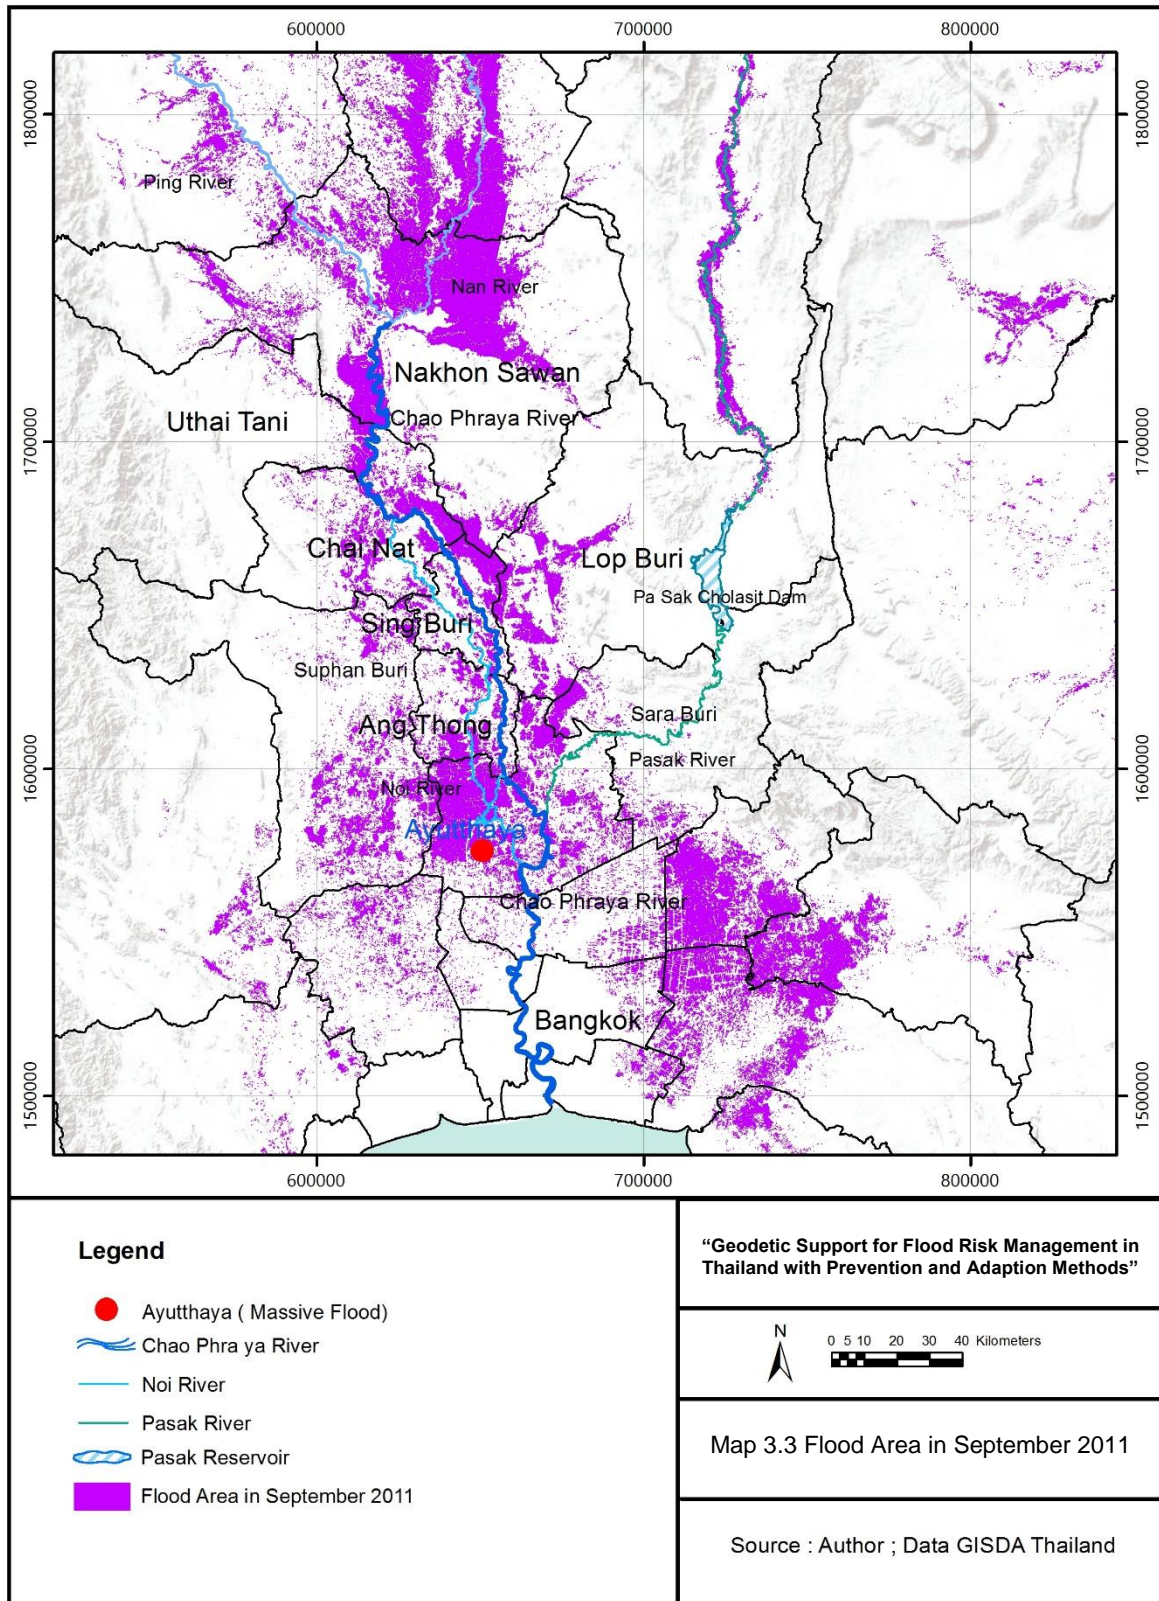 600000
700000
800000
1800000
1800000
Ping River
Nan River
Nakhon Sawan
Chao Phraya River
Uthai Tani
1700000
1700000
Chai Nat
Lop Buri
Pa Sak Cholasit Dam
Sing Buri
Suphan Buri
Ang Thong
Sara Buri
Pasak River
1600000
1600000
Noi River
Ayutthaya
Chao Phraya River
Bangkok
1500000
1500000
600000
700000
800000
Legend
Ayutthaya ( Massive Flood)
Chao Phra ya River
Noi River
Pasak River
Pasak Reservoir
Flood Area in September 2011
“Geodetic Support for Flood Risk Management in
Thailand with Prevention and Adaption Methods”
N
0 5 10 20 30 40 Kilometers
Map 3.3 Flood Area in September 2011
Source : Author ; Data GISDA Thailand